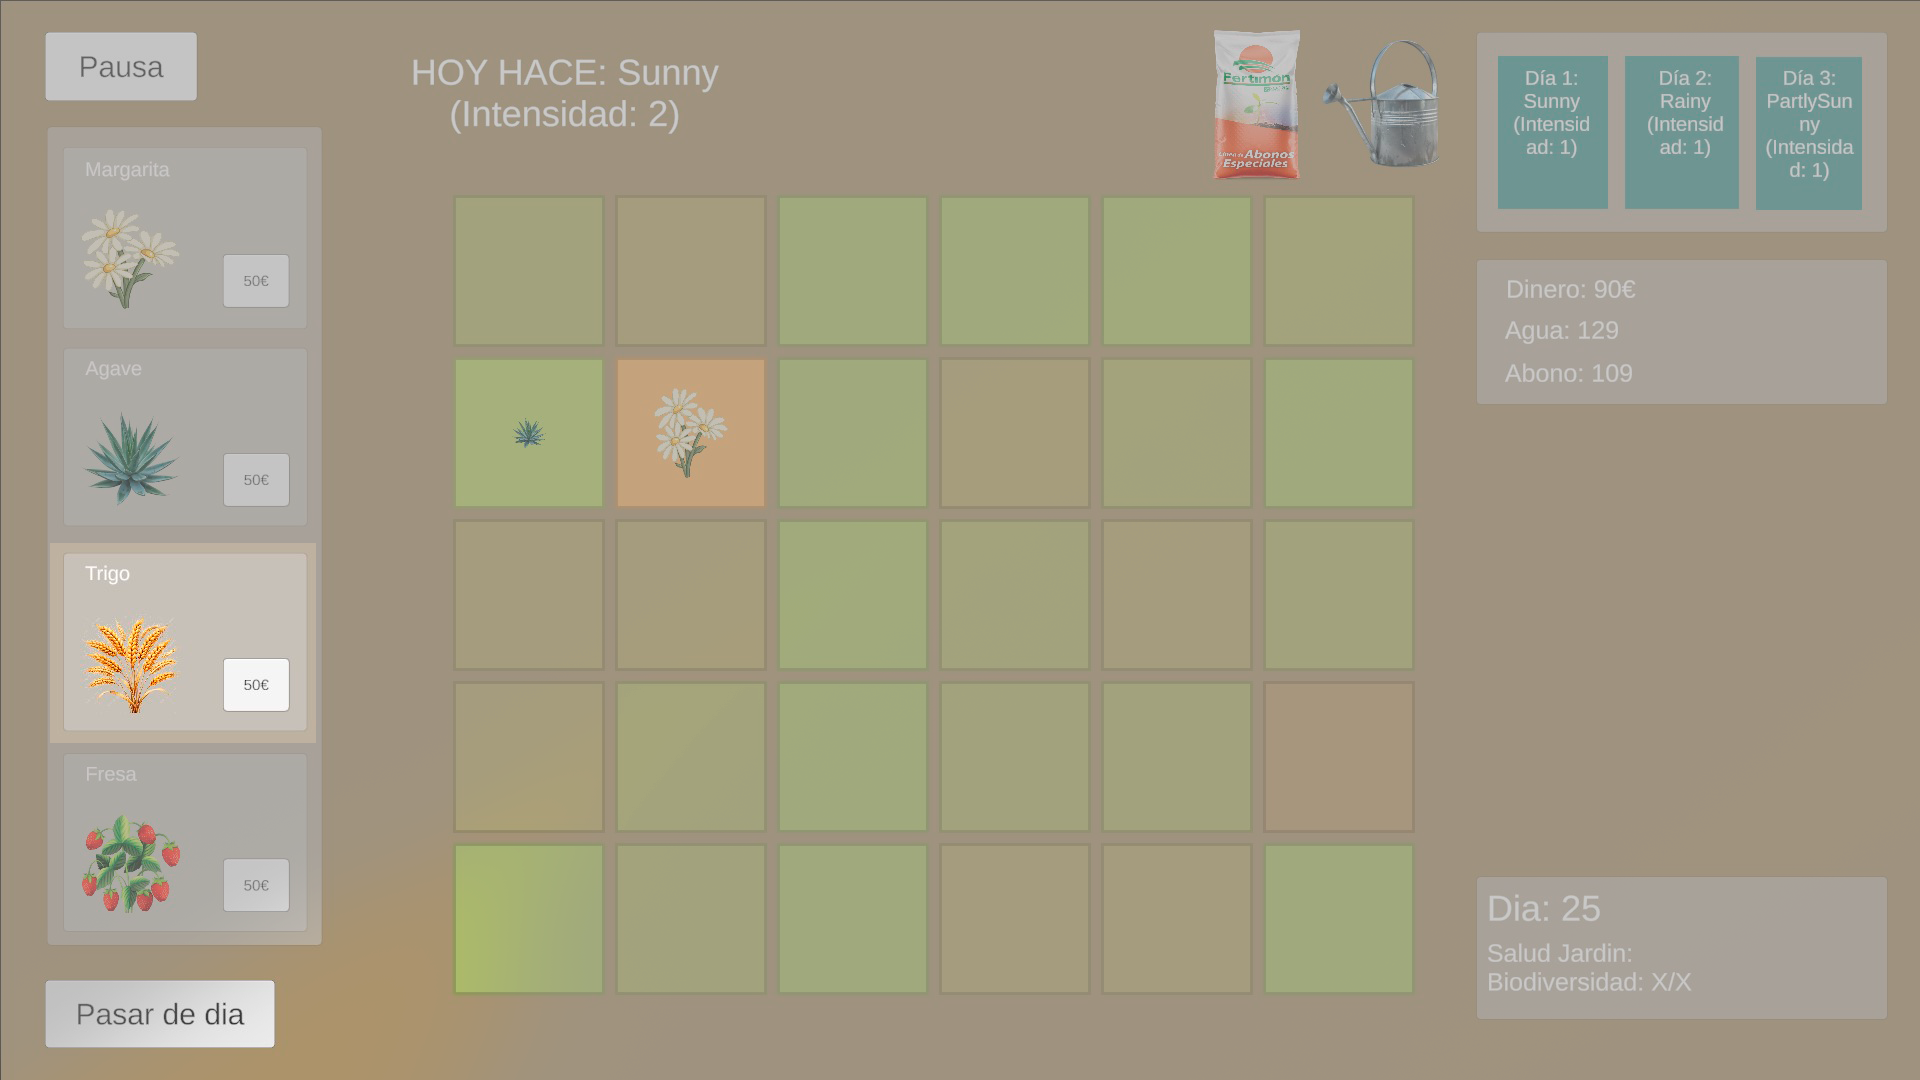 Pausa
HOY HACE: Sunny
(Intensidad: 2)
Fertimon
Línea de Abonos
Especiales
Día 1:
Sunny
(Intensid
ad: 1)
Día 2:
Rainy
(Intensid
ad: 1)
Día 3:
PartlySun
ny
(Intensida
d: 1)
Margarita
50€
Agave
50€
Trigo
50€
Fresa
50€
Dinero: 90€
Agua: 129
Abono: 109
Dia: 25
Salud Jardin:
Biodiversidad: X/X
Pasar de dia